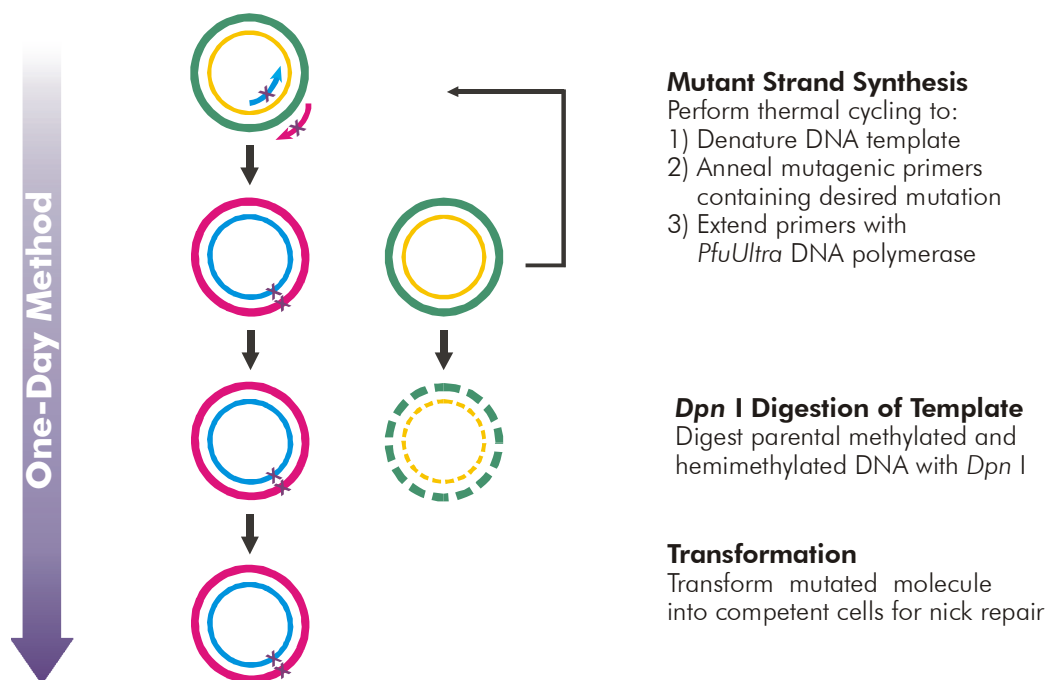 One-Day Method
Mutant Strand Synthesis
Perform thermal cycling to:
1) Denature DNA template
2) Anneal mutagenic primers
containing desired mutation
3) Extend primers with
PfuUltra DNA polymerase
Dpn I Digestion of Template
Digest parental methylated and
hemimethylated DNA with Dpn I
Transformation
Transform mutated molecule
into competent cells for nick repair